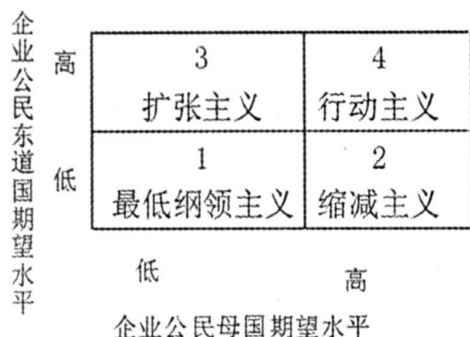 企业公民东道国期望水平
高
3
扩张主义
4
行动主义
低
1
最低纲领主义
2
缩减主义
低
高
企业公民母国期望水平